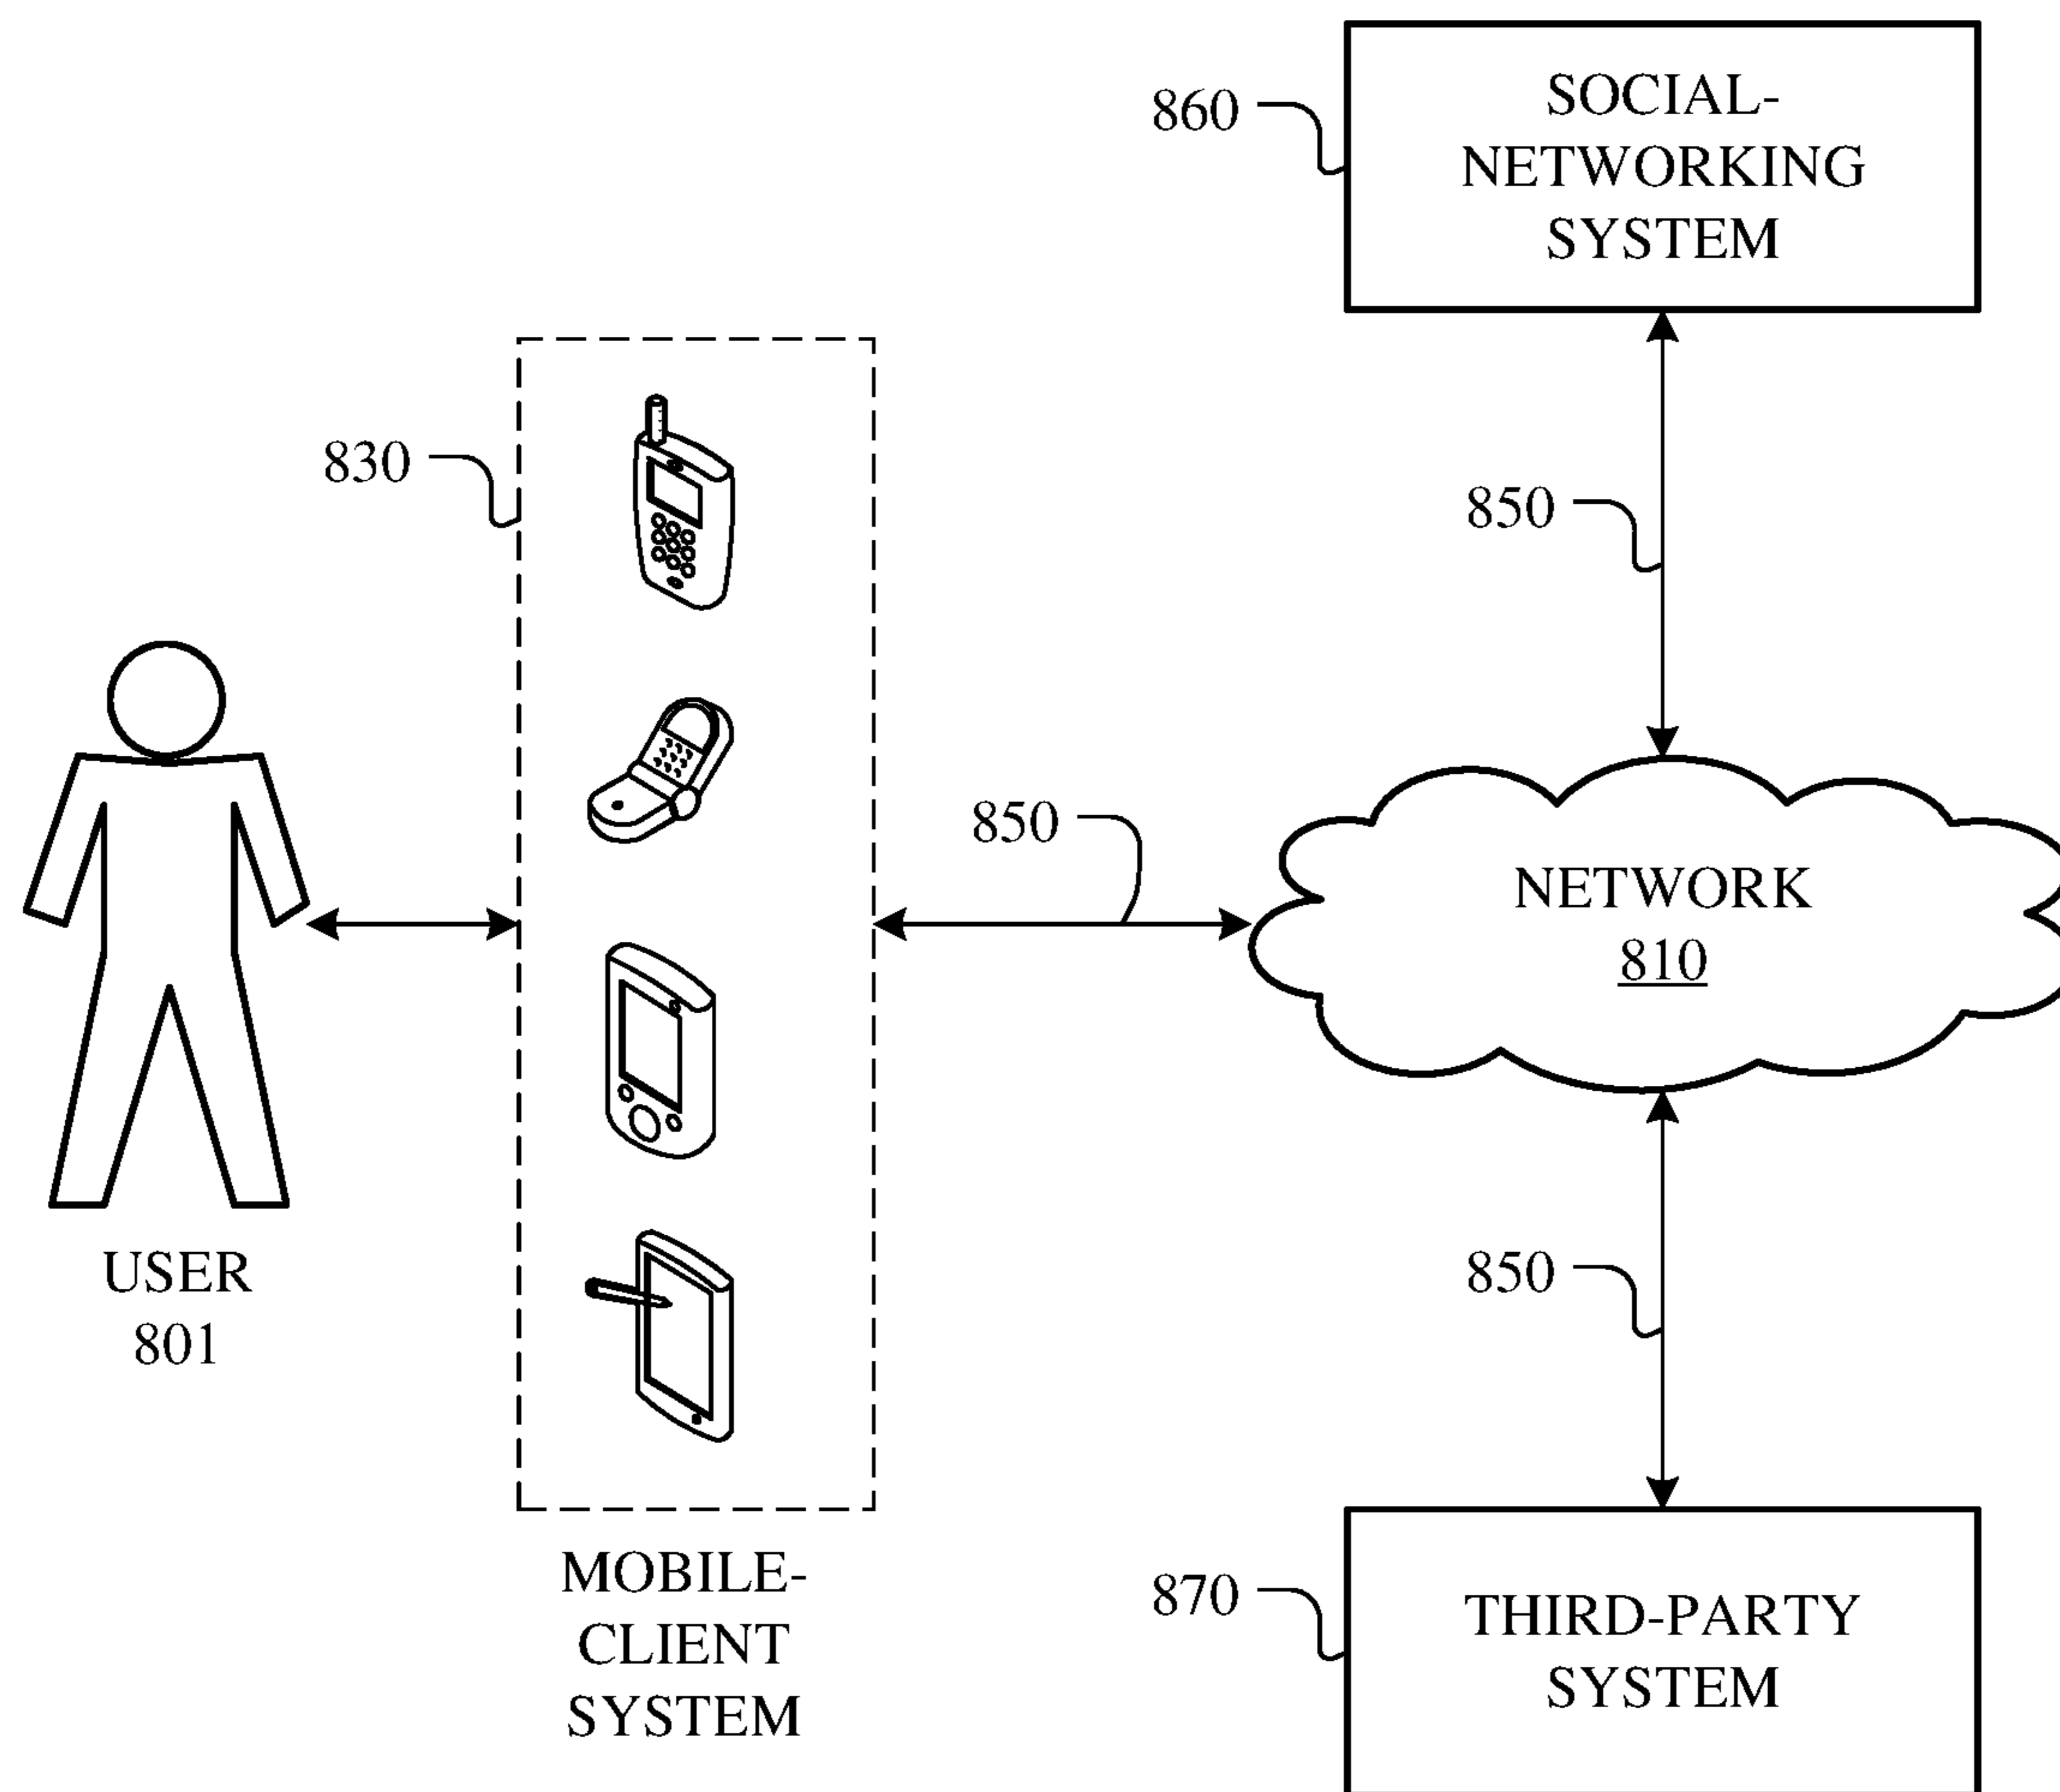 860
SOCIAL-
NETWORKING
SYSTEM
830
850
850
NETWORK
810
USER
801
850
MOBILE-
CLIENT
SYSTEM
870
THIRD-PARTY
SYSTEM